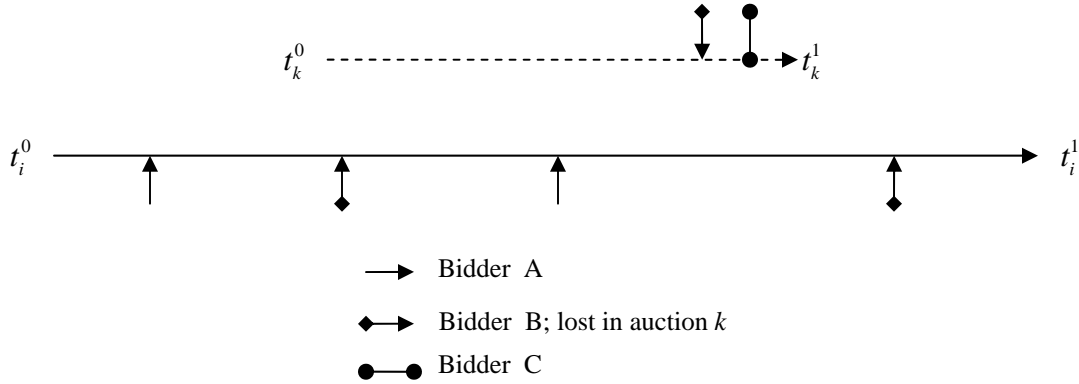 t_k^0 t_k^1
t_i^0 t_i^1
Bidder A
Bidder B; lost in auction k
Bidder C